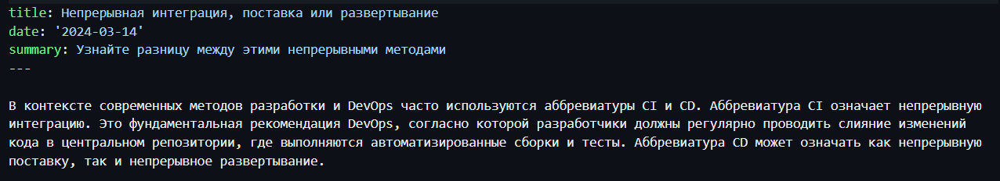 title: Непрерывная интеграция, поставка или развертывание
date: '2024-03-14'
summary: Узнайте разницу между этими непрерывными методами
---
В контексте современных методов разработки и DevOps часто используются аббревиатуры CI и CD. Аббревиатура CI означает непрерывную
интеграцию. Это фундаментальная рекомендация DevOps, согласно которой разработчики должны регулярно проводить слияние изменений
кода в центральном репозитории, где выполняются автоматизированные сборки и тесты. Аббревиатура CD может означать как непрерывную
поставку, так и непрерывное развертывание.